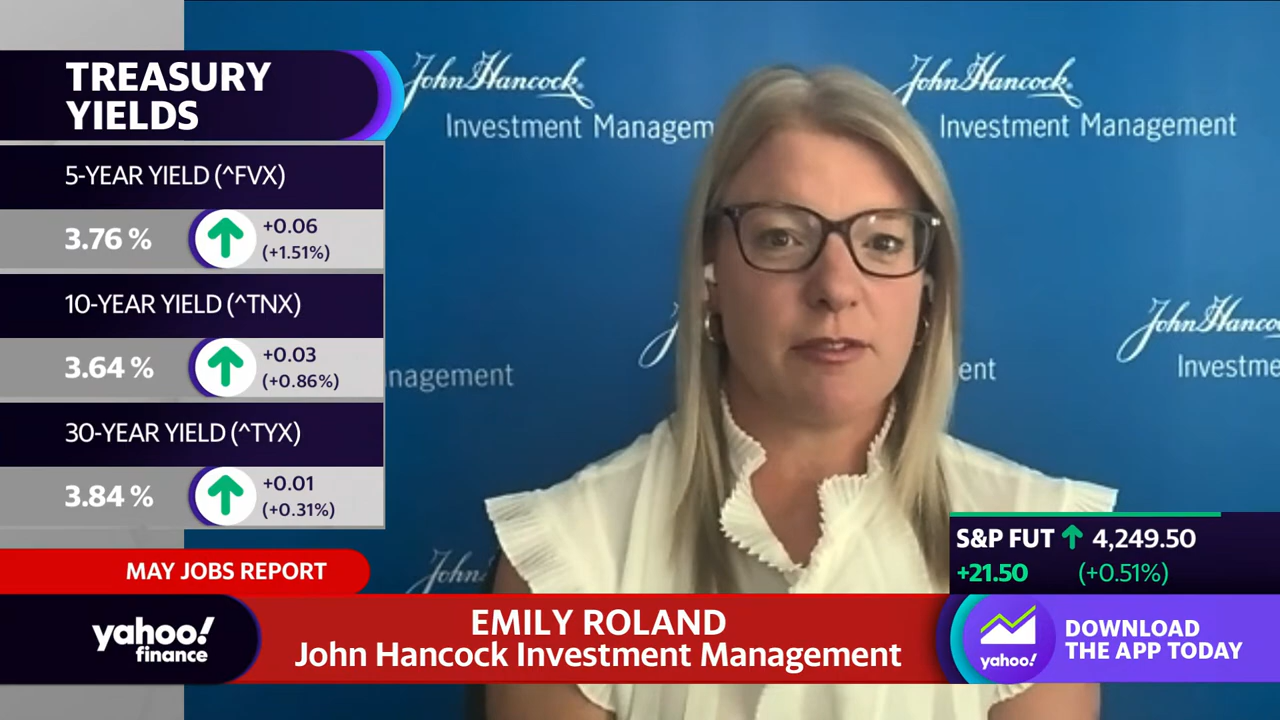 TREASURY
YIELDS
5-YEAR YIELD (^FVX)
3.76 %
+0.06
(+1.51%)
10-YEAR YIELD (^TNX)
3.64 %
+0.03
(+0.86%)
30-YEAR YIELD (^TYX)
3.84 %
+0.01
(+0.31%)
John Hancock®
Investment Managem
John Hancock®
Investment Management
John Hanco
Investme
nagement
ent
John
S&P FUT 4,249.50
+21.50 (+0.51%)
MAY JOBS REPORT
yahoo!
finance
EMILY ROLAND
John Hancock Investment Management
yahoo!
DOWNLOAD
THE APP TODAY